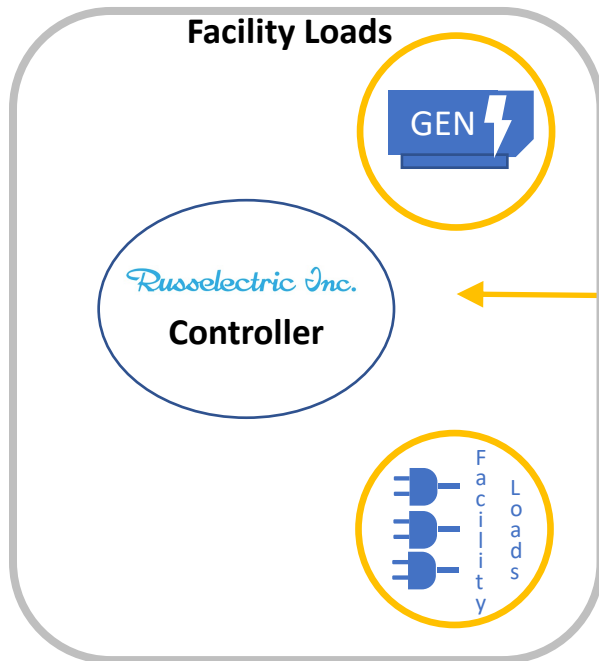 Facility Loads
GEN
Russelectric Inc.
Controller
Facility
Loads